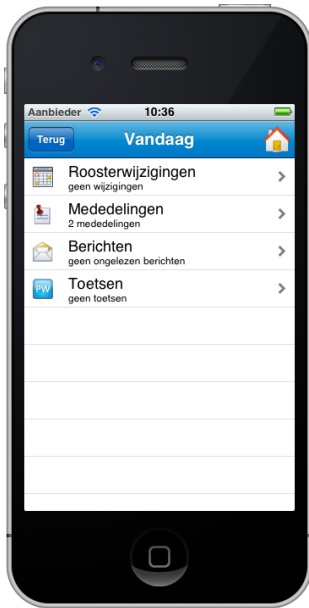 Aanbieder 10:36
Terug Vandaag
Roosterwijzigingen
geen wijzigingen
Mededelingen
2 mededelingen
Berichten
geen ongelezen berichten
PW Toetsen
geen toetsen